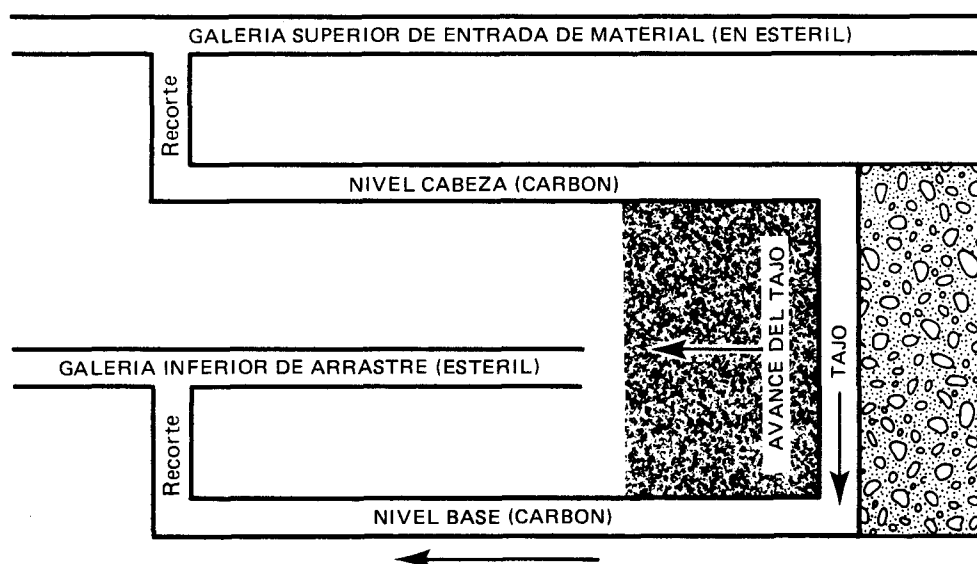 GALERIA SUPERIOR DE ENTRADA DE MATERIAL (EN ESTERIL)
Recorte
NIVEL CABEZA (CARBON)
AVANCE DEL TAJO
TAJO
GALERIA INFERIOR DE ARRASTRE (ESTERIL)
Recorte
NIVEL BASE (CARBON)